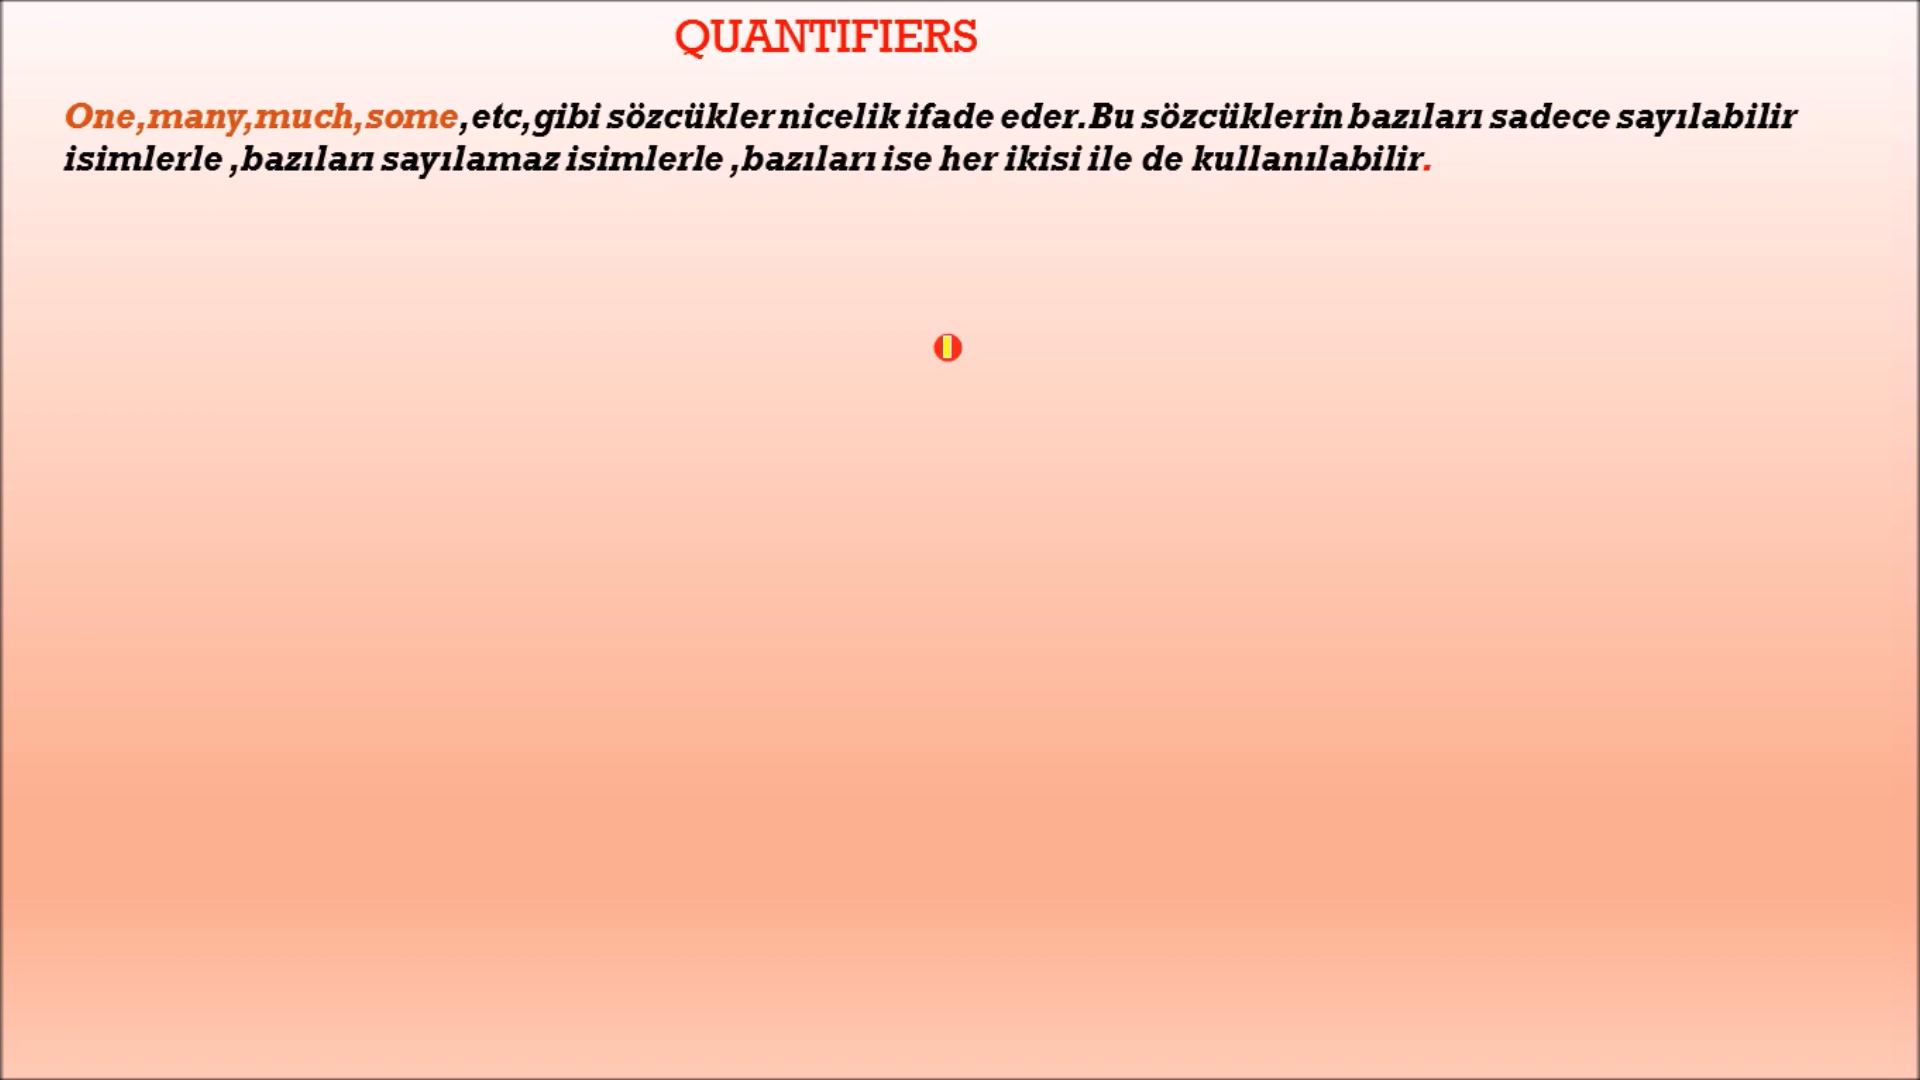 QUANTIFIERS
One,many,much,some,etc,gibi sözcükler nicelik ifade eder.Bu sözcüklerin bazıları sadece sayılabilir
isimlerle ,bazıları sayılamaz isimlerle ,bazıları ise her ikisi ile de kullanılabilir.